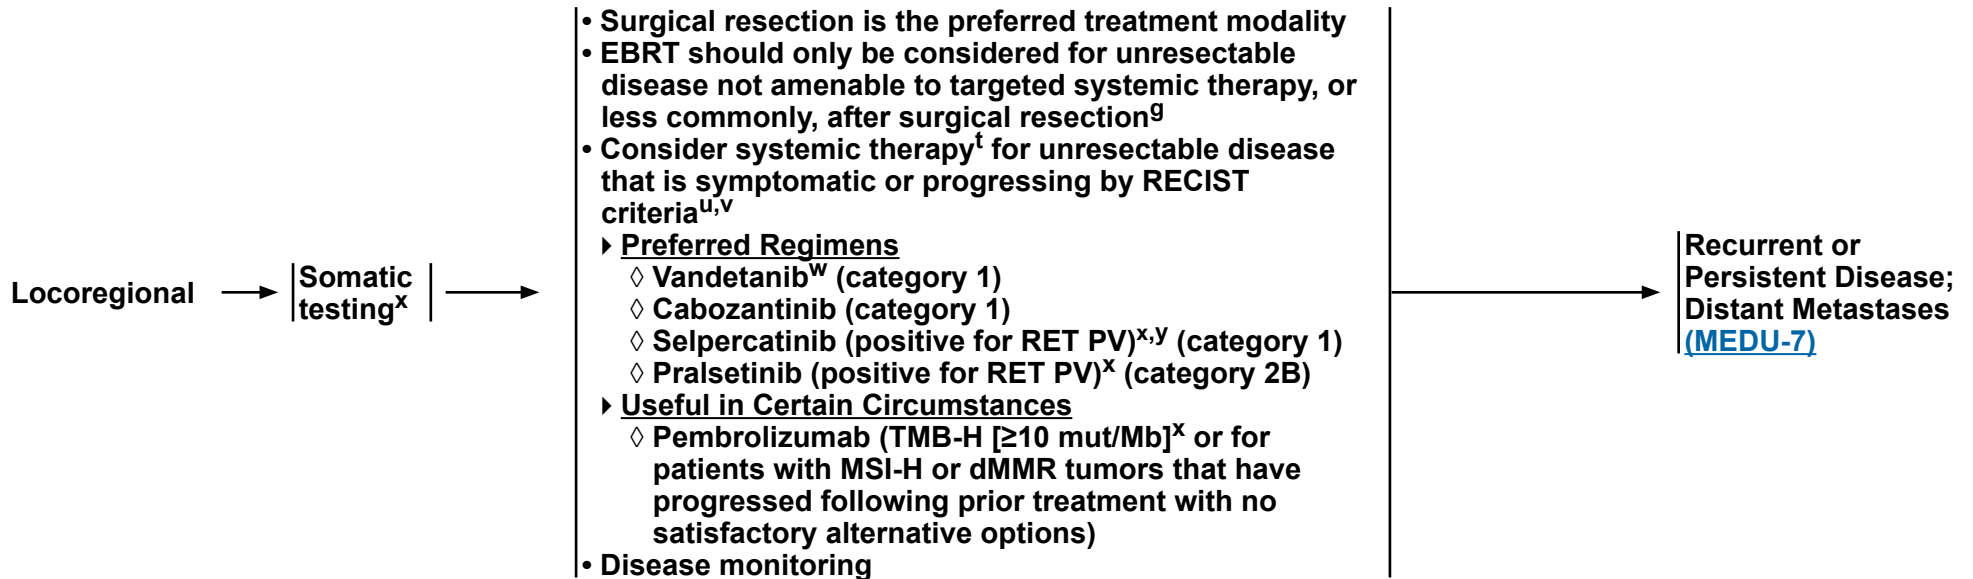 Locoregional
Somatic
testingx
• Surgical resection is the preferred treatment modality
• EBRT should only be considered for unresectable
disease not amenable to targeted systemic therapy, or
less commonly, after surgical resectiong
• Consider systemic therapyt for unresectable disease
that is symptomatic or progressing by RECIST
criteriau,v
▸ Preferred Regimens
◊ Vandetanibw (category 1)
◊ Cabozantinib (category 1)
◊ Selpercatinib (positive for RET PV)x,y (category 1)
◊ Pralsetinib (positive for RET PV)x (category 2B)
▸ Useful in Certain Circumstances
◊ Pembrolizumab (TMB-H [≥10 mut/Mb]x or for
patients with MSI-H or dMMR tumors that have
progressed following prior treatment with no
satisfactory alternative options)
• Disease monitoring
Recurrent or
Persistent Disease;
Distant Metastases
(MEDU-7)